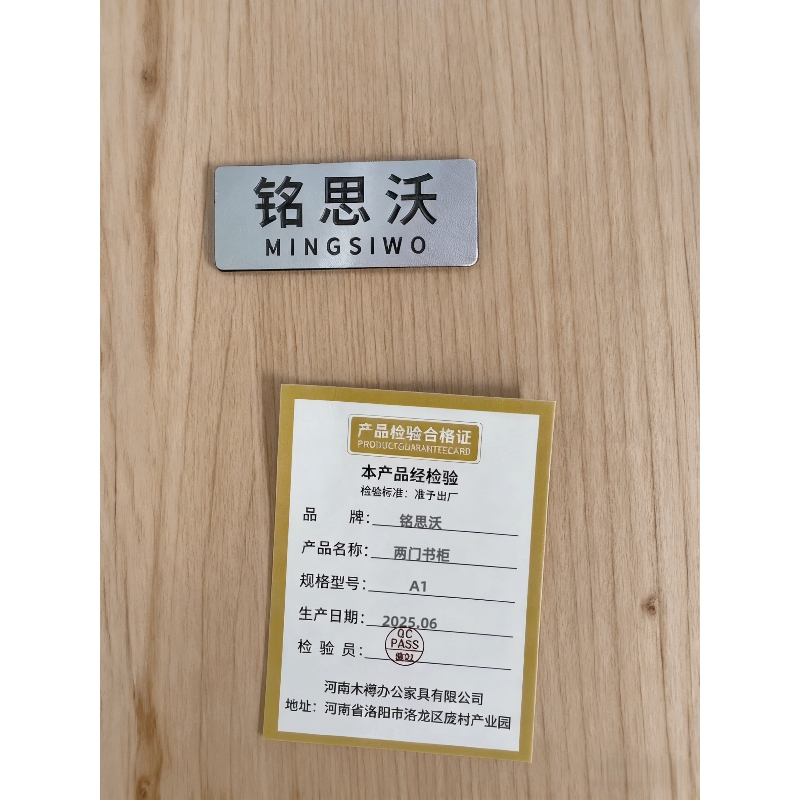 铭思沃
MINGSIWO
产品检验合格证
PRODUCTGUARANTEECARD
本产品经检验
检验标准：准予出厂
品 牌：铭思沃
产品名称：两门书柜
规格型号：A1
生产日期：2025.06
检 验 员：
QC
PASS
河南木樽办公家具有限公司
地址：河南省洛阳市洛龙区庞村产业园